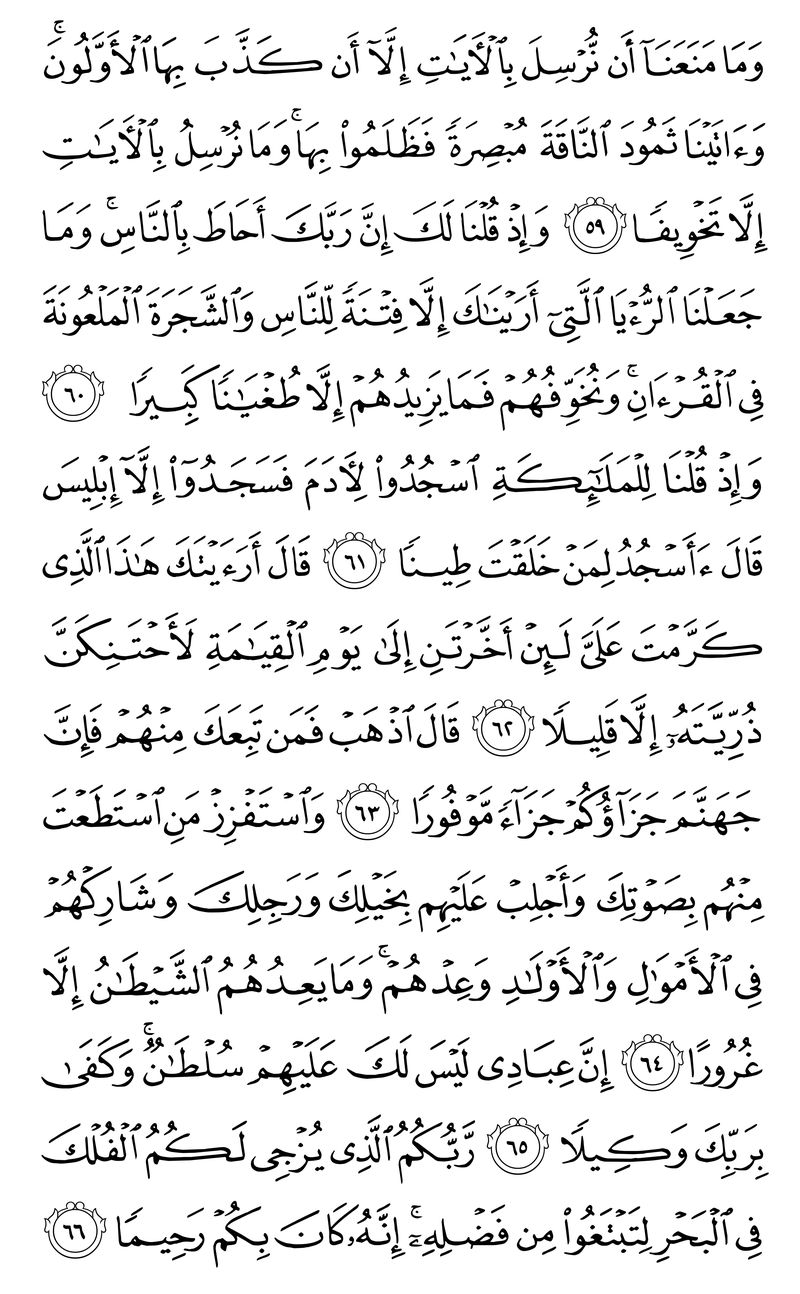 وَمَا مَنَعَنَآ أَن نُّرْسِلَ بِٱلْءَايَٰتِ إِلَّآ أَن كَذَّبَ بِهَا ٱلْأَوَّلُونَۚ
وَءَاتَيْنَا ثَمُودَ ٱلنَّاقَةَ مُبْصِرَةً فَظَلَمُوا۟ بِهَاۚ وَمَا نُرْسِلُ بِٱلْءَايَٰتِ
إِلَّا تَخْوِيفًا ٥٩ وَإِذْ قُلْنَا لَكَ إِنَّ رَبَّكَ أَحَاطَ بِٱلنَّاسِۚ وَمَا
جَعَلْنَا ٱلرُّءْيَا ٱلَّتِىٓ أَرَيْنَٰكَ إِلَّا فِتْنَةً لِّلنَّاسِ وَٱلشَّجَرَةَ ٱلْمَلْعُونَةَ
فِى ٱلْقُرْءَانِۚ وَنُخَوِّفُهُمْ فَمَا يَزِيدُهُمْ إِلَّا طُغْيَٰنًا كَبِيرًا ٦٠
وَإِذْ قُلْنَا لِلْمَلَٰٓئِكَةِ ٱسْجُدُوا۟ لِءَادَمَ فَسَجَدُوٓا۟ إِلَّآ إِبْلِيسَ
قَالَ ءَأَسْجُدُ لِمَنْ خَلَقْتَ طِينًا ٦١ قَالَ أَرَءَيْتَكَ هَٰذَا ٱلَّذِى
كَرَّمْتَ عَلَىَّ لَئِنْ أَخَّرْتَنِ إِلَىٰ يَوْمِ ٱلْقِيَٰمَةِ لَأَحْتَنِكَنَّ
ذُرِّيَّتَهُۥٓ إِلَّا قَلِيلًا ٦٢ قَالَ ٱذْهَبْ فَمَن تَبِعَكَ مِنْهُمْ فَإِنَّ
جَهَنَّمَ جَزَآؤُكُمْ جَزَآءً مَّوْفُورًا ٦٣ وَٱسْتَفْزِزْ مَنِ ٱسْتَطَعْتَ
مِنْهُم بِصَوْتِكَ وَأَجْلِبْ عَلَيْهِم بِخَيْلِكَ وَرَجِلِكَ وَشَارِكْهُمْ
فِى ٱلْأَمْوَٰلِ وَٱلْأَوْلَٰدِ وَعِدْهُمْۚ وَمَا يَعِدُهُمُ ٱلشَّيْطَٰنُ إِلَّا
غُرُورًا ٦٤ إِنَّ عِبَادِى لَيْسَ لَكَ عَلَيْهِمْ سُلْطَٰنٌۚ وَكَفَىٰ
بِرَبِّكَ وَكِيلًا ٦٥ رَّبُّكُمُ ٱلَّذِى يُزْجِى لَكُمُ ٱلْفُلْكَ
فِى ٱلْبَحْرِ لِتَبْتَغُوا۟ مِن فَضْلِهِۦٓۚ إِنَّهُۥ كَانَ بِكُمْ رَحِيمًا ٦٦